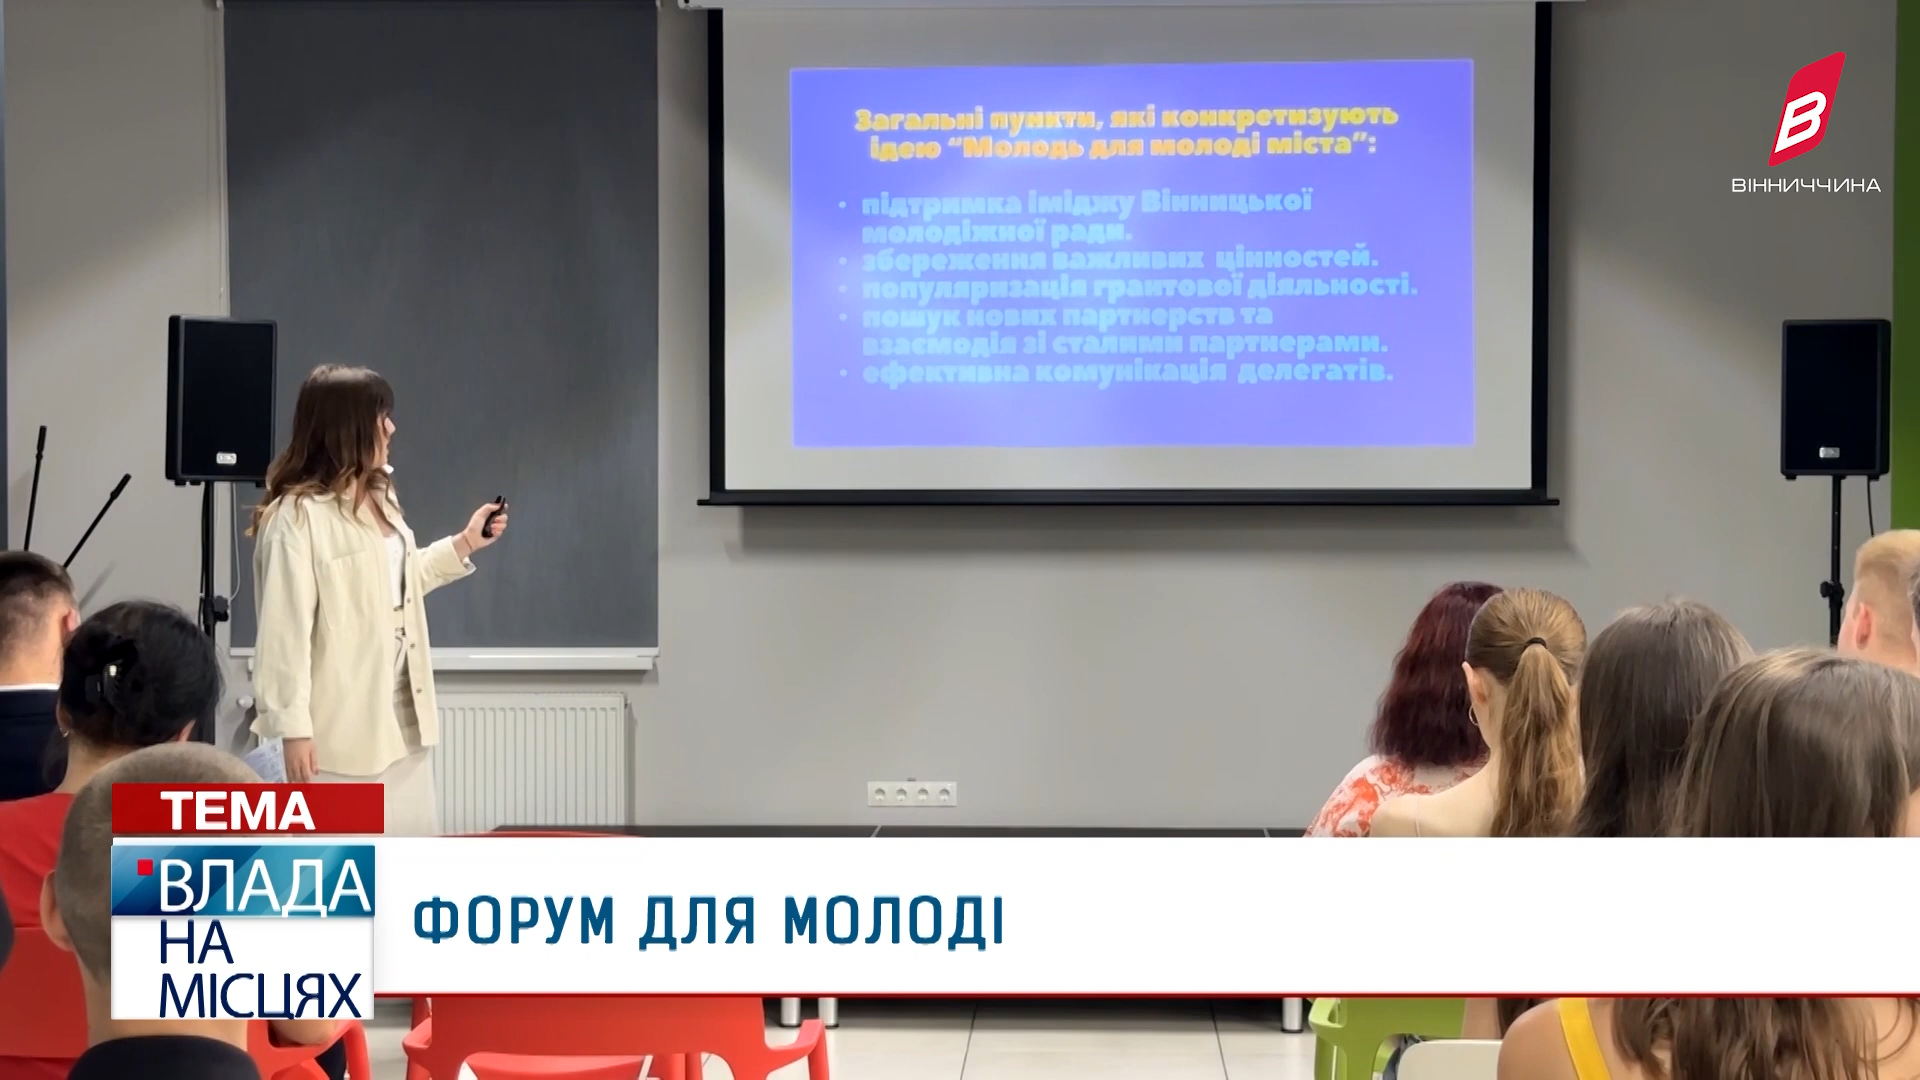 Загальні пункти, які конкретизують
ідею “Молодь для молоді міста”:
• підтримка іміджу Вінницької
молодіжної ради.
• збереження важливих цінностей.
• популяризація грантової діяльності.
• пошук нових партнерств та
взаємодія зі сталими партнерами.
• ефективна комунікація делегатів.
В
ВІННИЧЧИНА
ТЕМА
ВЛАДА
НА
МІСЦЯХ
ФОРУМ ДЛЯ МОЛОДІ